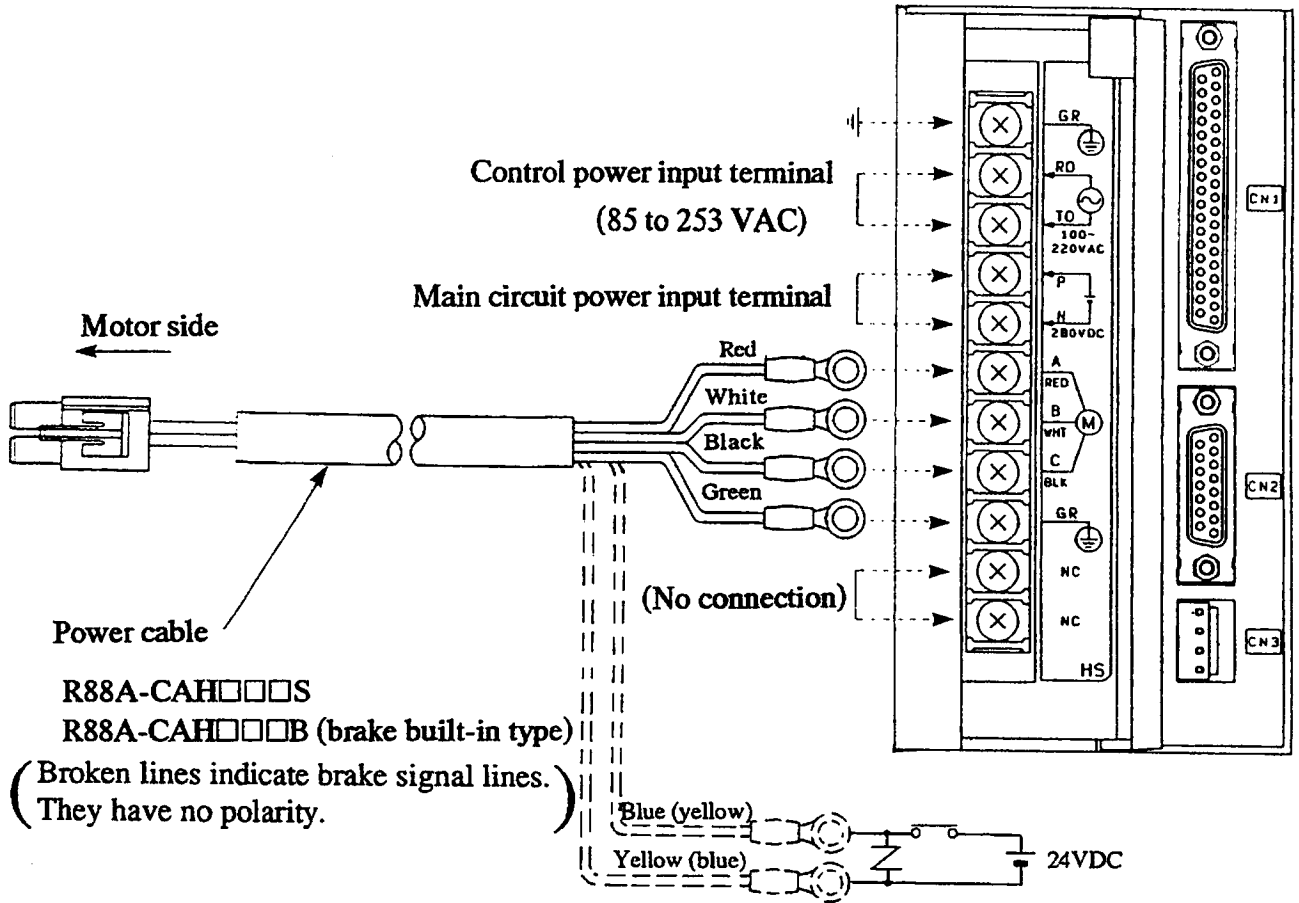 GR
Control power input terminal
(85 to 253 VAC)
RO
TO
100-
220VAC
CN1
Main circuit power input terminal
P
N
280VDC
Motor side
Red
A
RED
White
B
WHT
M
Black
C
BLK
CN2
Green
GR
(No connection)
NC
NC
CN3
HS
Power cable
R88A-CAH□□□S
R88A-CAH□□□B (brake built-in type)
(Broken lines indicate brake signal lines.
They have no polarity.)
Blue (yellow)
Yellow (blue)
24VDC